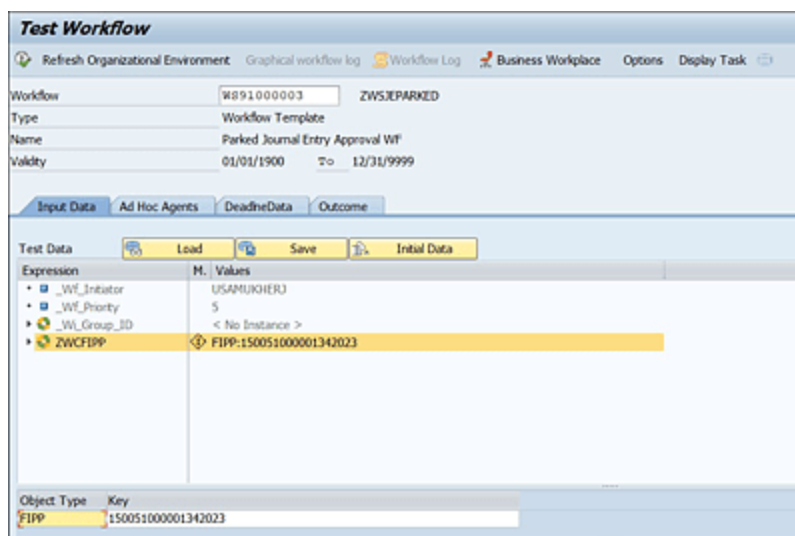 Test Workflow
Refresh Organizational Environment Graphical workflow log Workflow Log Business Workplace Options Display Task
Workflow WS91000003 ZWSJEPARKED
Type Workflow Template
Name Parked Journal Entry Approval WF
Validity 01/01/1900 To 12/31/9999
Input Data Ad Hoc Agents DeadlineData Outcome
Test Data Load Save Initial Data
Expression M. Values
_Wf_Initiator USAMUKHERJ
_Wf_Priority 5
_Wi_Group_ID < No Instance >
ZWCFIPP FIPP:150051000001342023
Object Type Key
FIPP 150051000001342023